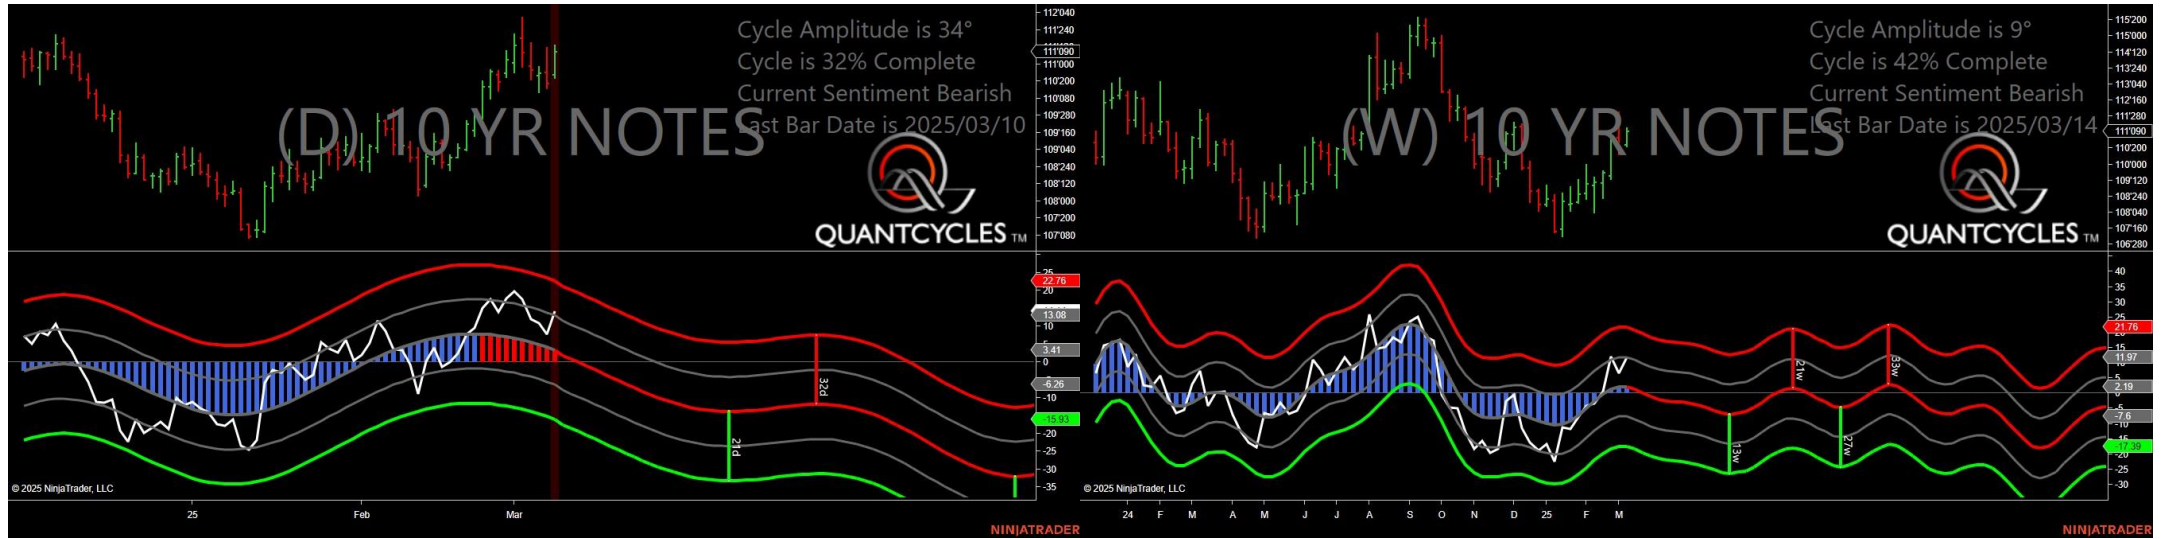 Cycle Amplitude is 34°
Cycle is 32% Complete
Current Sentiment Bearish
Last Bar Date is 2025/03/10
(D) 10 YR NOTES
QUANTCYCLES TM
112'040
111'240
111'090
111'000
110'200
110'080
109'280
109'160
109'040
108'240
108'120
108'000
107'200
107'080
25
22.76
20
13.08
10
3.41
0
-6.26
-10
-15.93
-20
-25
-30
-35
32d
21d
© 2025 NinjaTrader, LLC
25
Feb
Mar
NINJATRADER
Cycle Amplitude is 9°
Cycle is 42% Complete
Current Sentiment Bearish
Last Bar Date is 2025/03/14
(W) 10 YR NOTES
QUANTCYCLES TM
115'200
115'000
114'120
113'240
113'040
112'160
111'280
111'090
110'200
110'000
109'120
108'240
108'040
107'160
106'280
40
35
30
25
21.76
15
11.97
5
2.19
-5
-7.6
-10
-17.39
-20
-25
-30
21w
33w
13w
27w
© 2025 NinjaTrader, LLC
24 F M A M J J A S O N D 25 F M
NINJATRADER